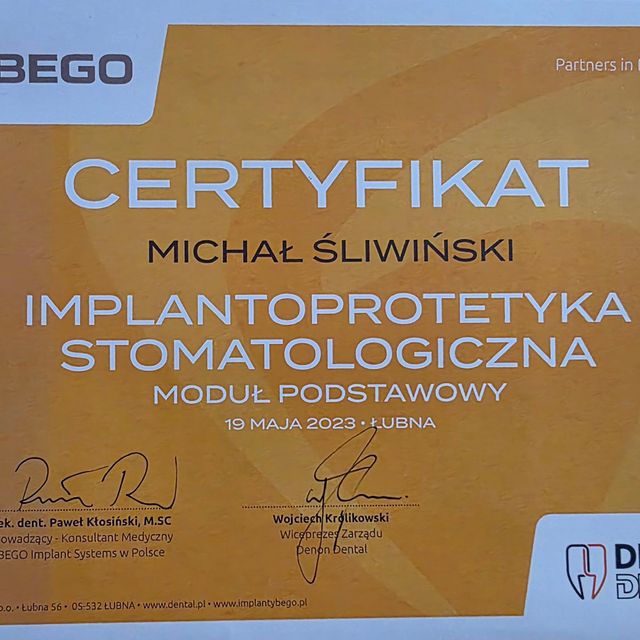 BEGO
Partners in
CERTYFIKAT
MICHAŁ ŚLIWIŃSKI
IMPLANTOPROTETYKA
STOMATOLOGICZNA
MODUŁ PODSTAWOWY
19 MAJA 2023 • ŁUBNA
ek. dent. Paweł Kłosiński, M.SC
rowadzący - Konsultant Medyczny
BEGO Implant Systems w Polsce
Wojciech Królikowski
Wiceprezes Zarządu
Denon Dental
o.o. • Łubna 56 • 05-532 ŁUBNA • www.dental.pl • www.implantybego.pl